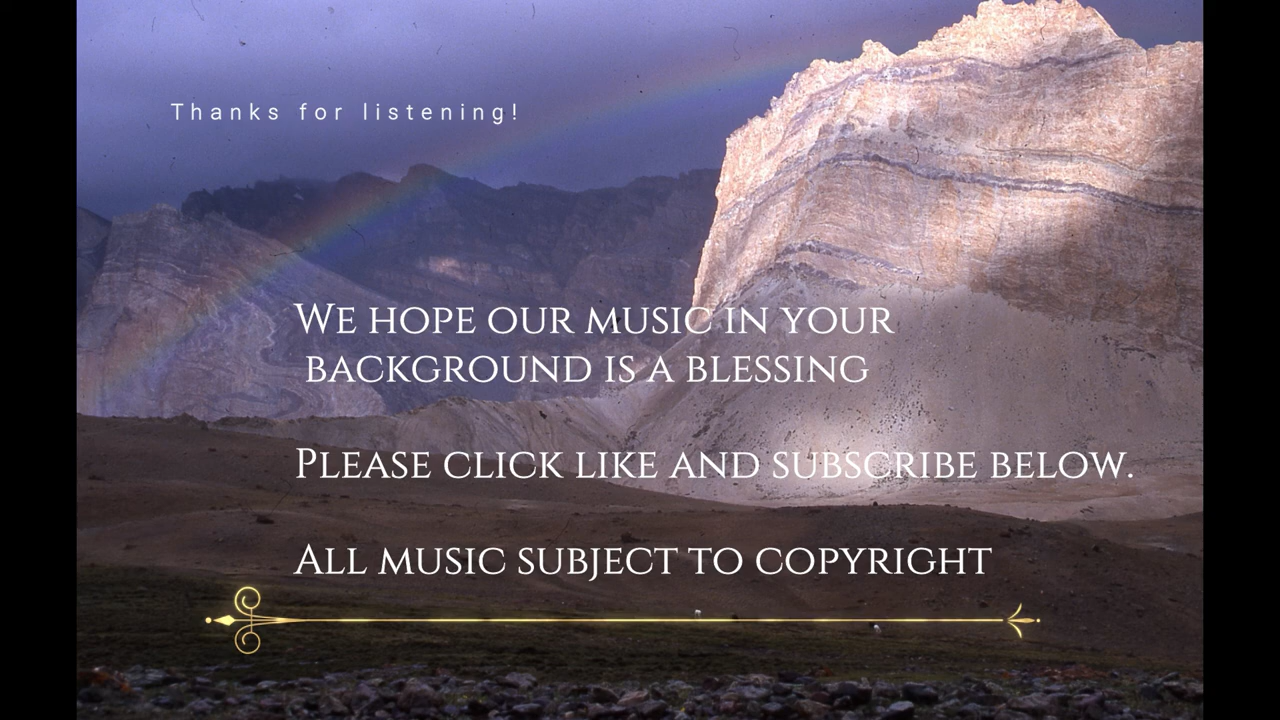 Thanks for listening!
We hope our music in your
background is a blessing
Please click like and subscribe below.
All music subject to copyright